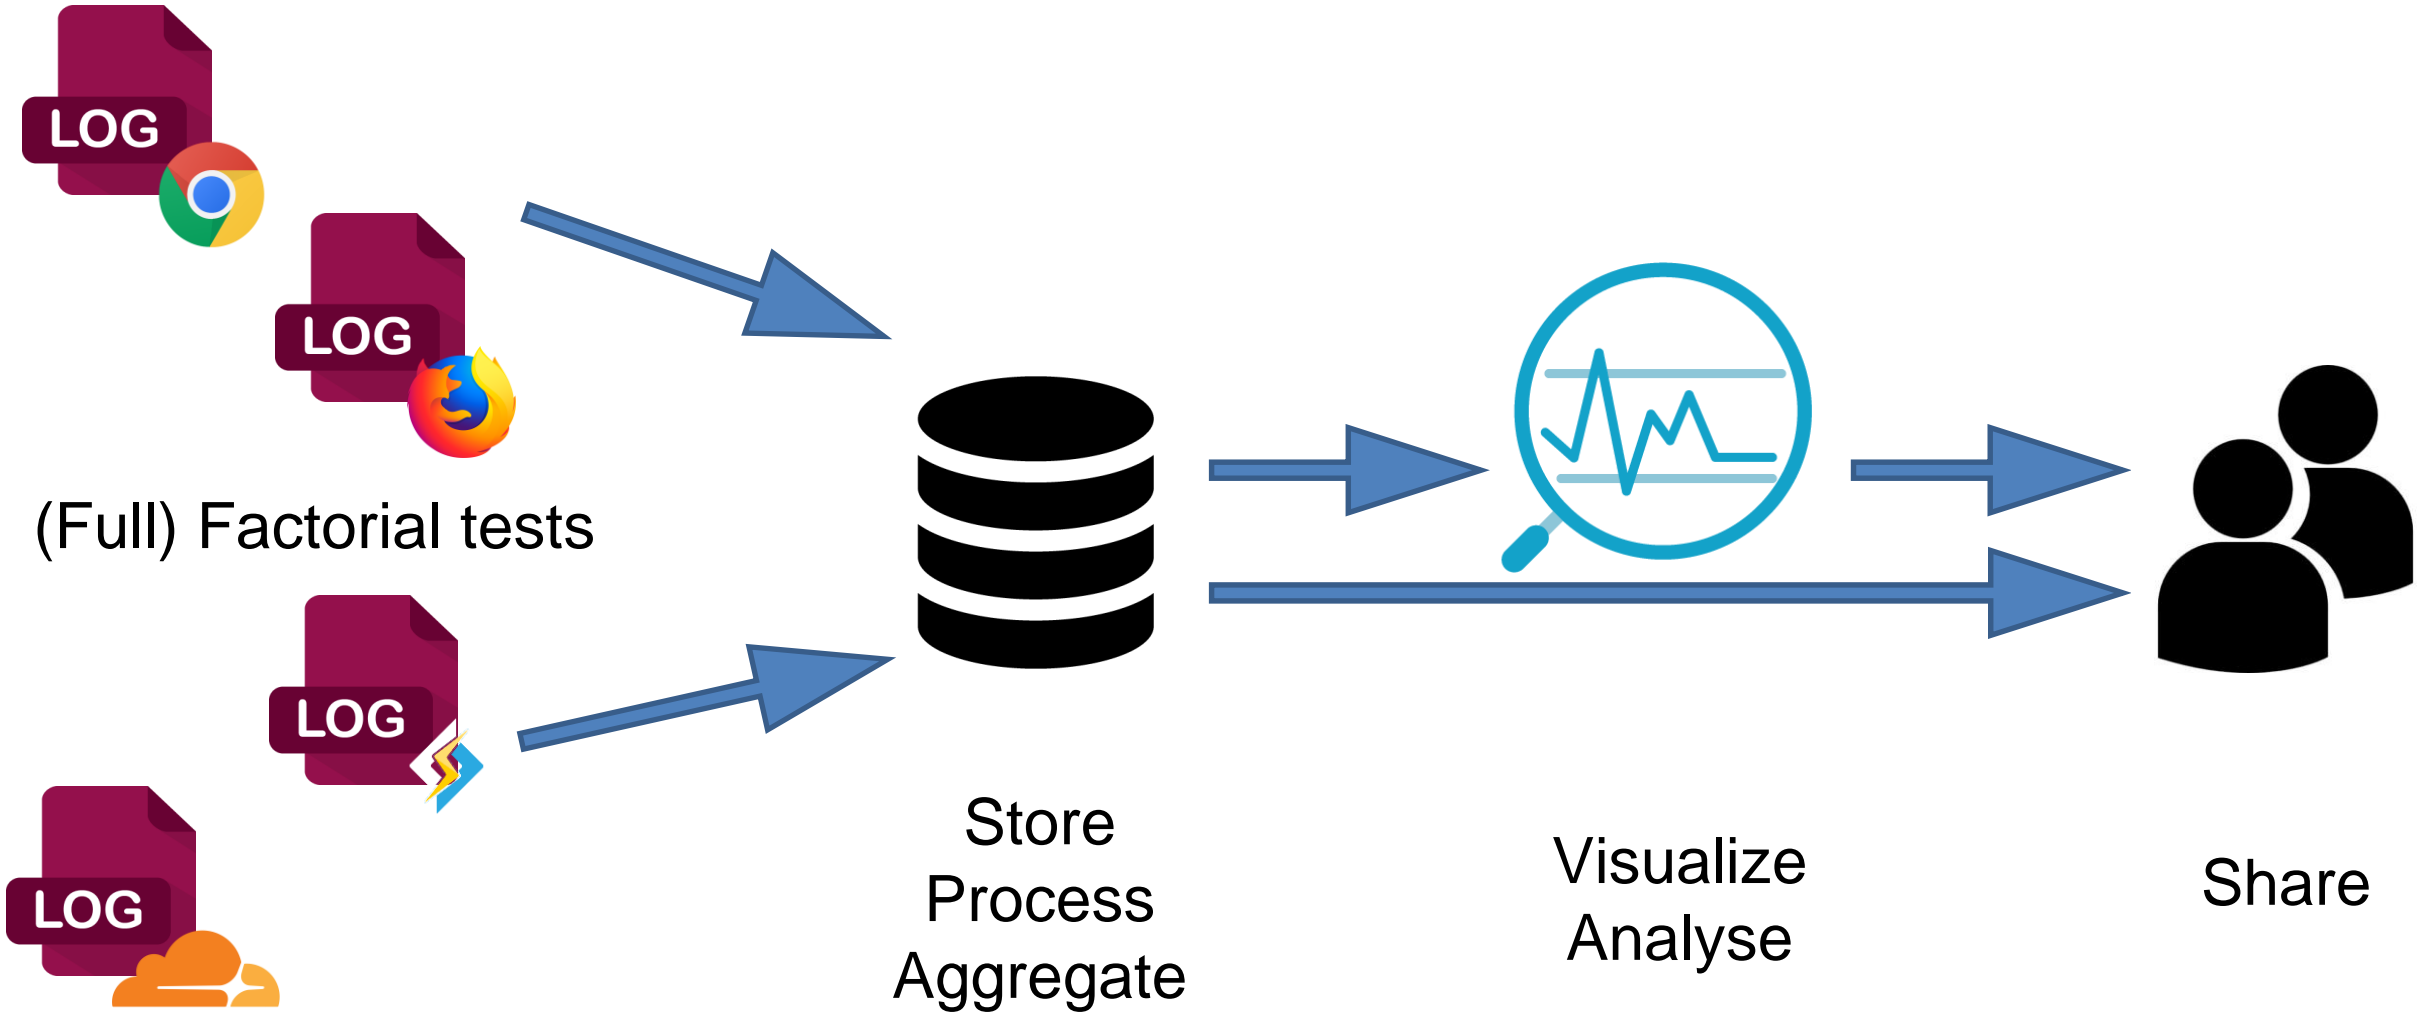 LOG
LOG
(Full) Factorial tests
LOG
LOG
Store
Process
Aggregate
Visualize
Analyse
Share